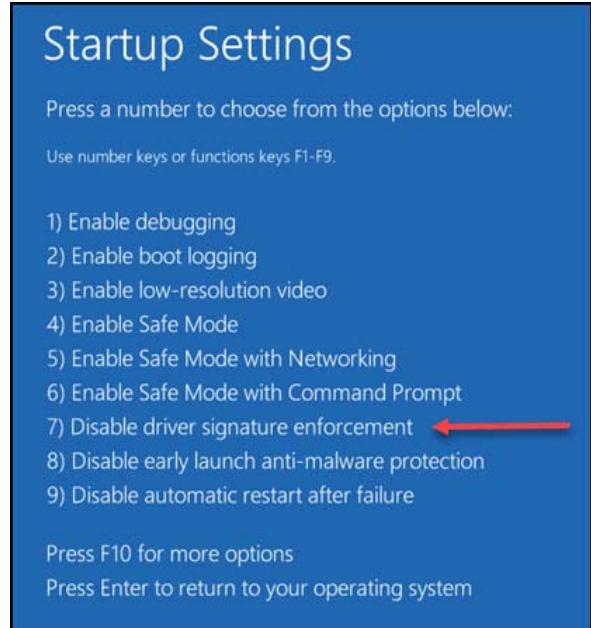 Startup Settings
Press a number to choose from the options below:
Use number keys or functions keys F1-F9.
1) Enable debugging
2) Enable boot logging
3) Enable low-resolution video
4) Enable Safe Mode
5) Enable Safe Mode with Networking
6) Enable Safe Mode with Command Prompt
7) Disable driver signature enforcement
8) Disable early launch anti-malware protection
9) Disable automatic restart after failure
Press F10 for more options
Press Enter to return to your operating system